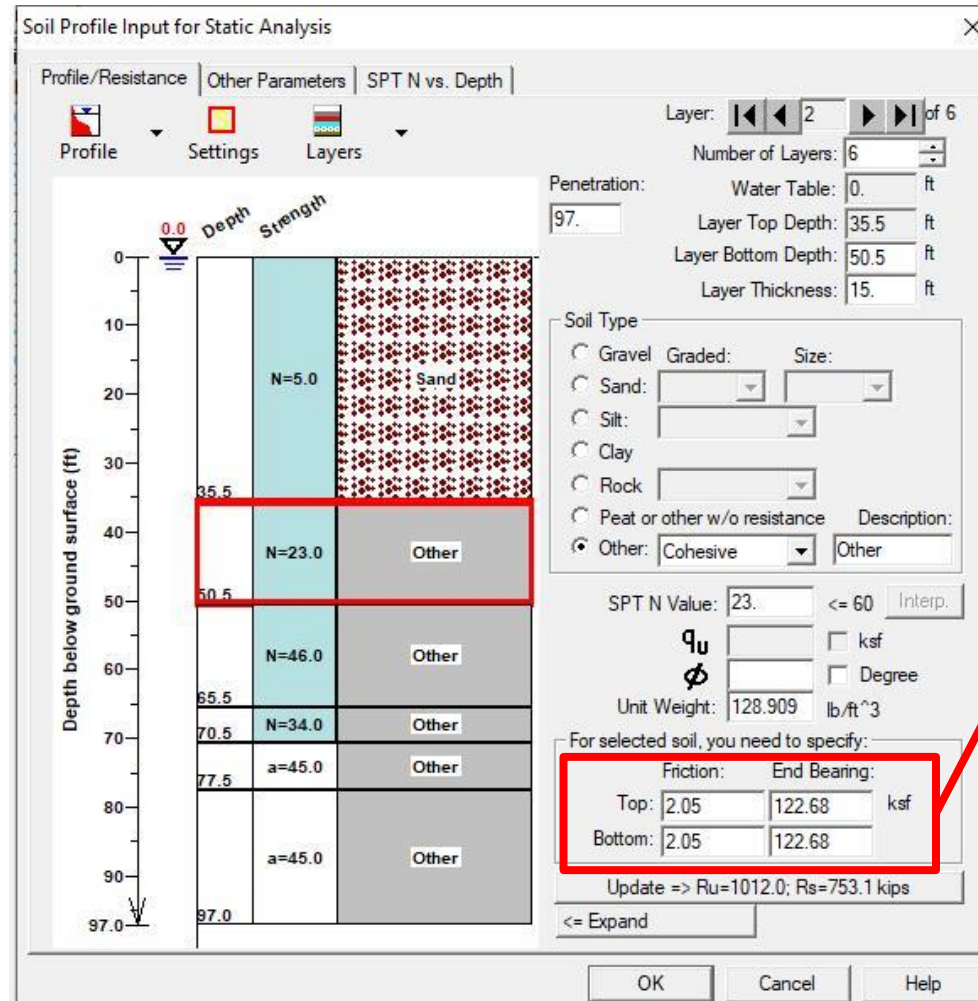 Soil Profile Input for Static Analysis
Profile/Resistance Other Parameters SPT N vs. Depth
Profile Settings Layers
Layer: 2 of 6
Number of Layers: 6
Penetration: 97.
Water Table: 0. ft
Layer Top Depth: 35.5 ft
Layer Bottom Depth: 50.5 ft
Layer Thickness: 15. ft
Soil Type
Gravel Graded: Size:
Sand:
Silt:
Clay
Rock
Peat or other w/o resistance Description:
Other: Cohesive Other
SPT N Value: 23. <= 60 Interp.
qu ksf
ϕ Degree
Unit Weight: 128.909 lb/ft^3
For selected soil, you need to specify:
Friction: End Bearing:
Top: 2.05 122.68 ksf
Bottom: 2.05 122.68
Update => Ru=1012.0; Rs=753.1 kips
<= Expand
OK Cancel Help
0.0 Depth Strength
Depth below ground surface (ft)
0
10
20
30
40
50
60
70
80
90
97.0
N=5.0 Sand
35.5
N=23.0 Other
50.5
N=46.0 Other
65.5
N=34.0 Other
70.5
a=45.0 Other
77.5
a=45.0 Other
97.0